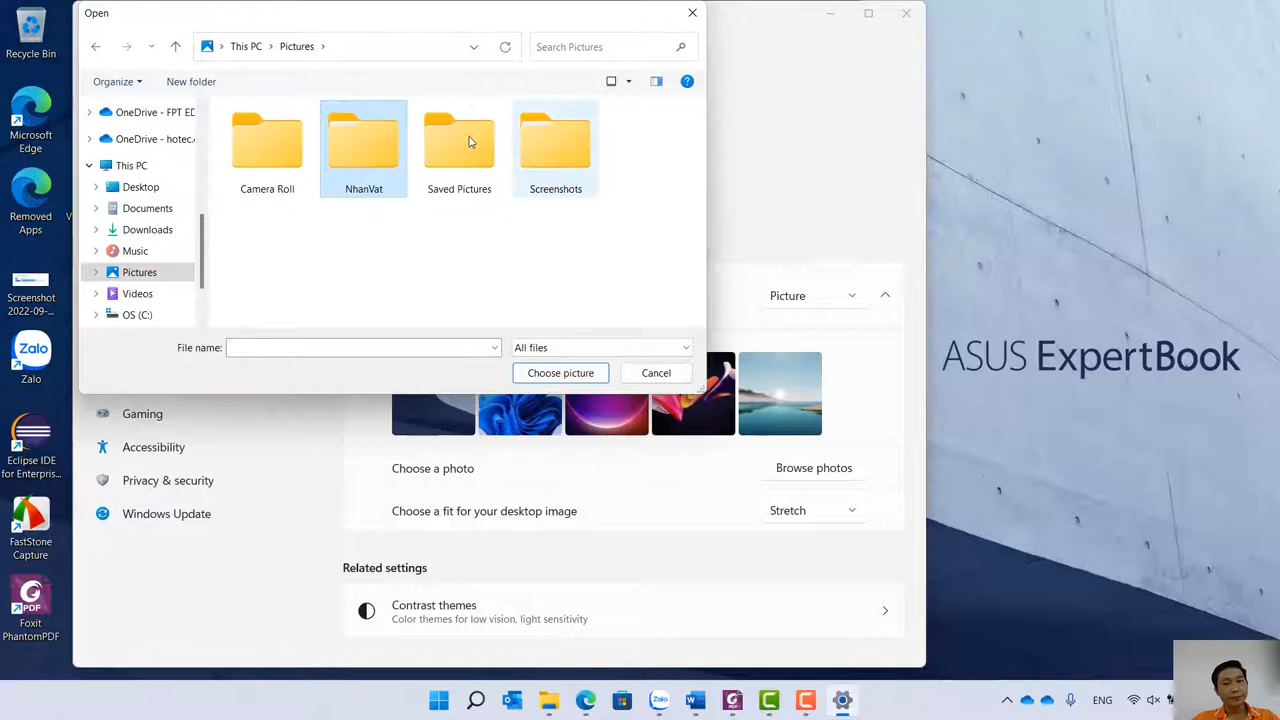 Open
Recycle Bin
This PC
Pictures
Search Pictures
Organize
New folder
OneDrive - FPT ED
OneDrive - hotec.
This PC
Desktop
Documents
Downloads
Music
Pictures
Videos
OS (C:)
Camera Roll
NhanVat
Saved Pictures
Screenshots
File name:
All files
Choose picture
Cancel
Microsoft
Edge
Removed
Apps
Screenshot
2022-09-...
Zalo
Zalo
Eclipse IDE
for Enterpris...
FastStone
Capture
PDF
Foxit
PhantomPDF
Gaming
Accessibility
Privacy & security
Windows Update
Picture
Choose a photo
Browse photos
Choose a fit for your desktop image
Stretch
Related settings
Contrast themes
Color themes for low vision, light sensitivity
ASUS ExpertBook
Zalo
ENG